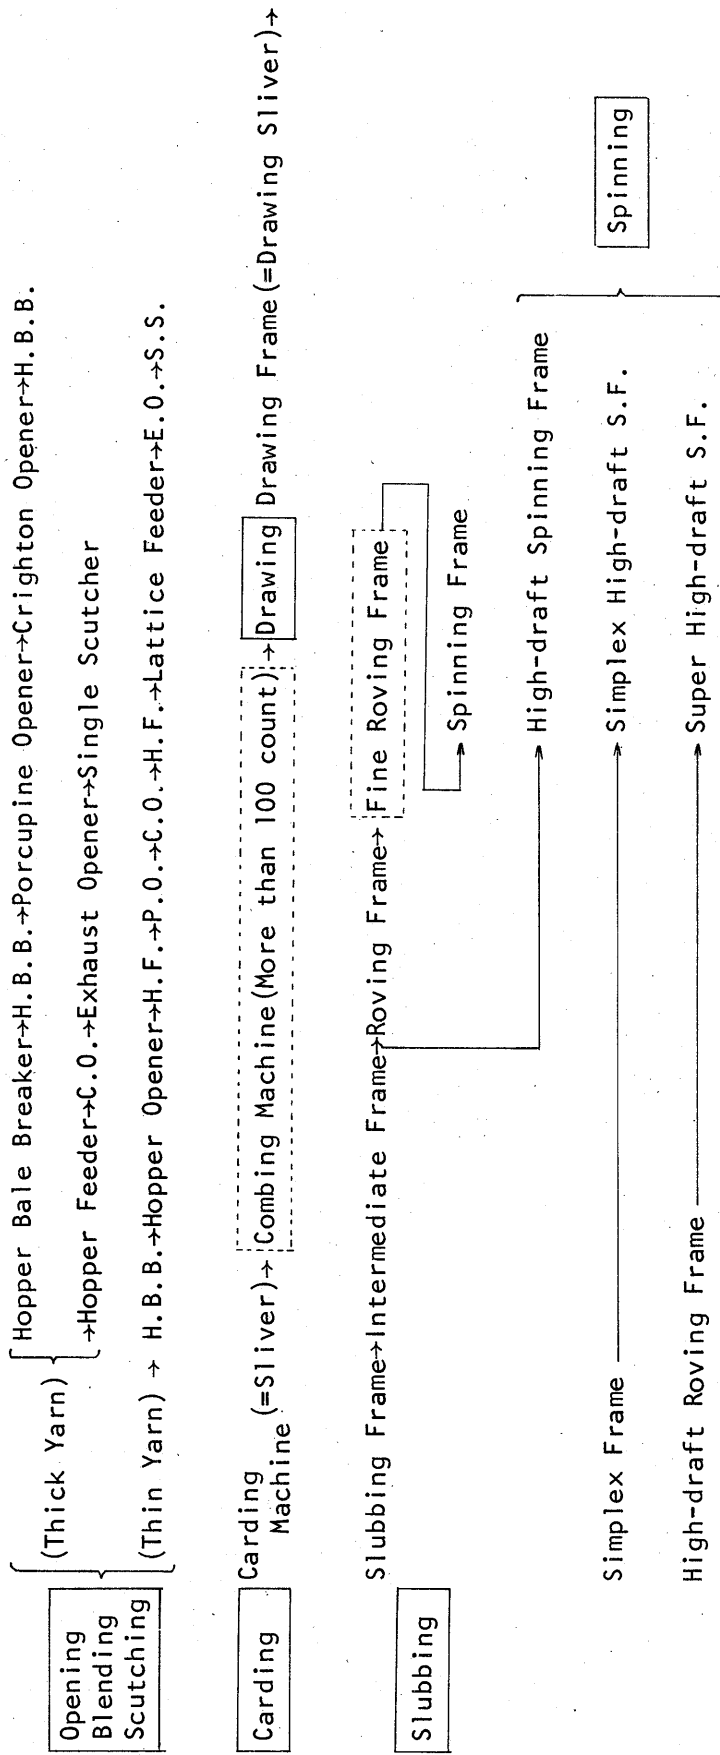 Opening
Blending
Scutching
(Thick Yarn)
Hopper Bale Breaker→H.B.B.→Porcupine Opener→Crighton Opener→H.B.B.
→Hopper Feeder→C.O.→Exhaust Opener→Single Scutcher
(Thin Yarn) → H.B.B.→Hopper Opener→H.F.→P.O.→C.O.→H.F.→Lattice Feeder→E.O.→S.S.
Carding
Carding
Machine (=Sliver)→ Combing Machine(More than 100 count) → Drawing Drawing Frame(=Drawing Sliver)→
Slubbing
Slubbing Frame→Intermediate Frame→Roving Frame→ Fine Roving Frame
Spinning Frame
High-draft Spinning Frame
Simplex Frame → Simplex High-draft S.F.
High-draft Roving Frame → Super High-draft S.F.
Spinning